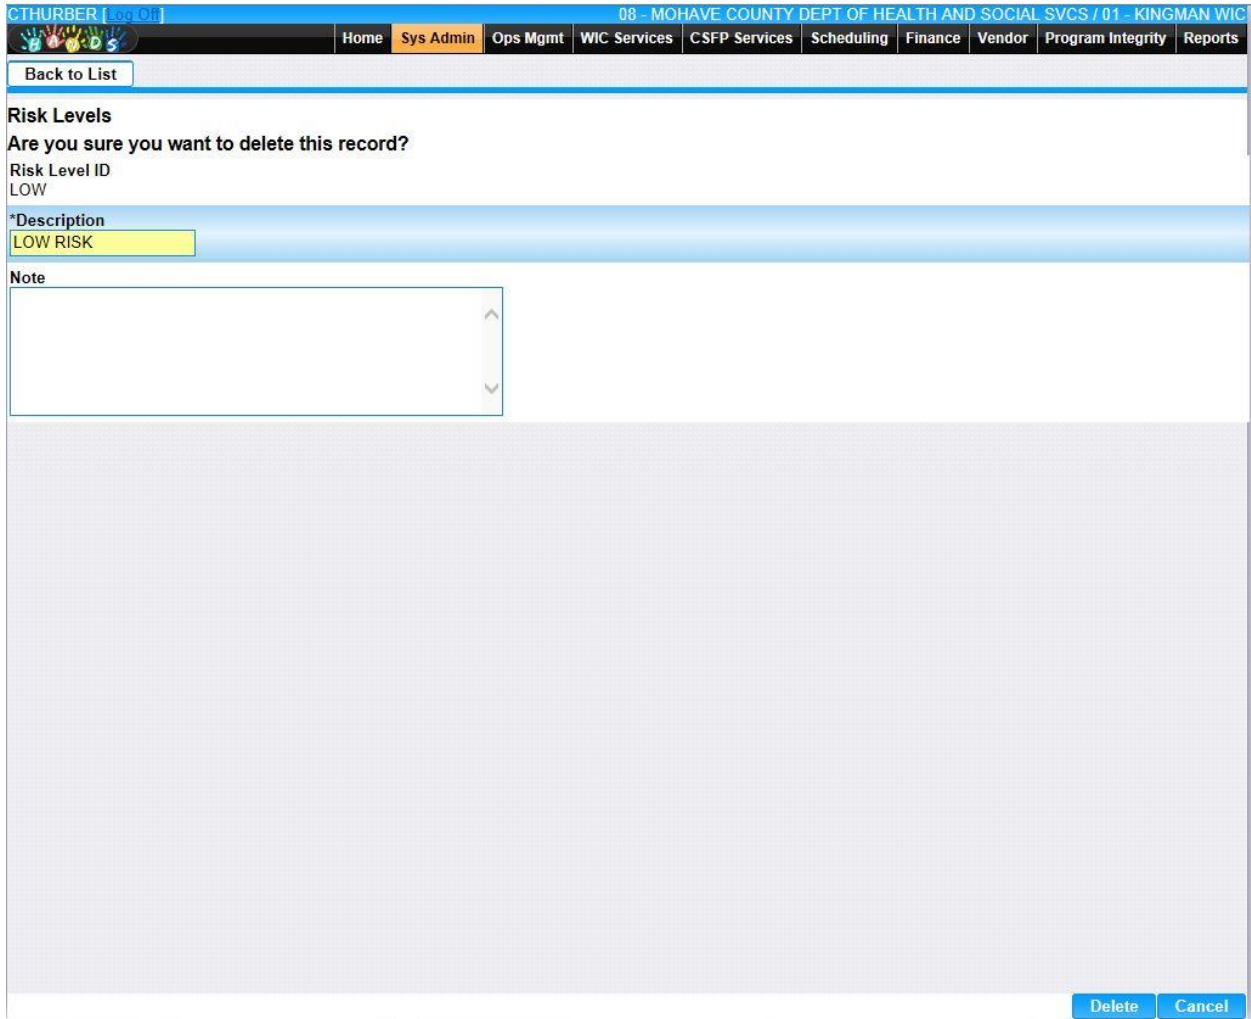 CTHURBER [Log Off] 08 - MOHAVE COUNTY DEPT OF HEALTH AND SOCIAL SVCS / 01 - KINGMAN WIC
HANDS Home Sys Admin Ops Mgmt WIC Services CSFP Services Scheduling Finance Vendor Program Integrity Reports
Back to List
Risk Levels
Are you sure you want to delete this record?
Risk Level ID
LOW
*Description
LOW RISK
Note
Delete Cancel